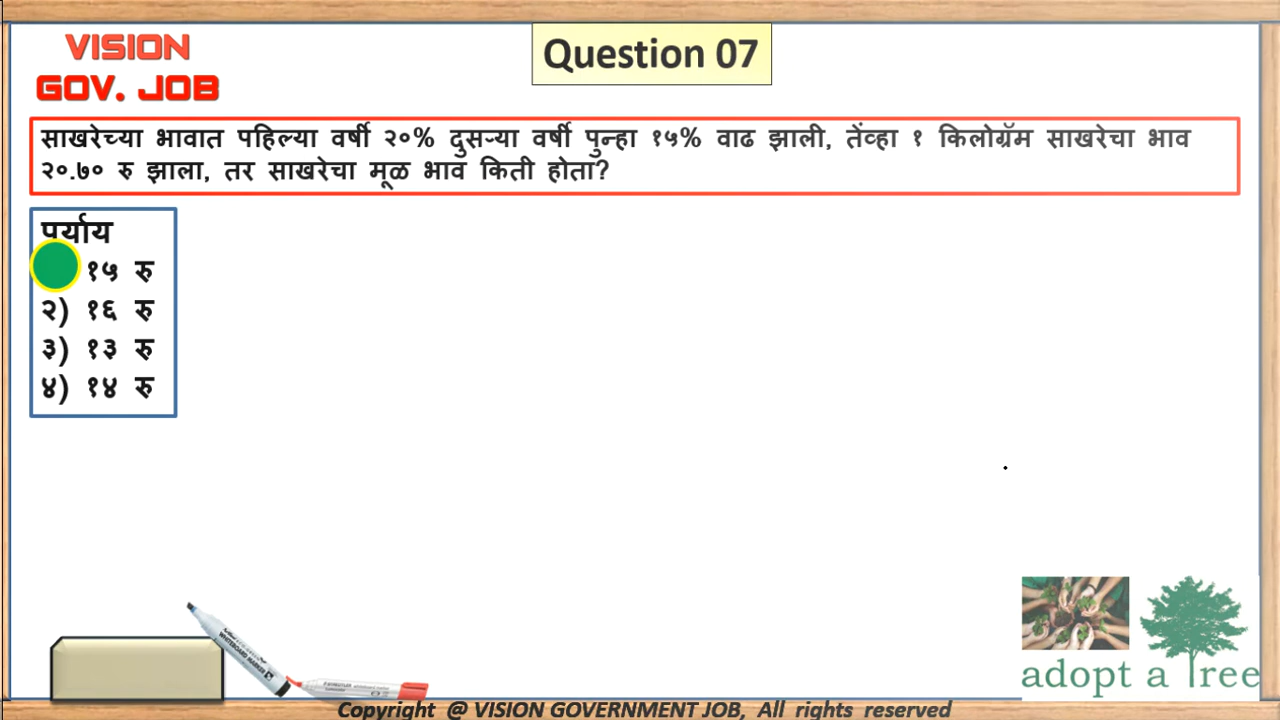 VISION
GOV. JOB
Question 07
साखरेच्या भावात पहिल्या वर्षी २०% दुसऱ्या वर्षी पुन्हा १५% वाढ झाली, तेंव्हा १ किलोग्रॅम साखरेचा भाव
२०.७० रु झाला, तर साखरेचा मूळ भाव किती होता?
पर्याय
१५ रु
२) १६ रु
३) १३ रु
४) १४ रु
adopt a Tree
Copyright @ VISION GOVERNMENT JOB, All rights reserved